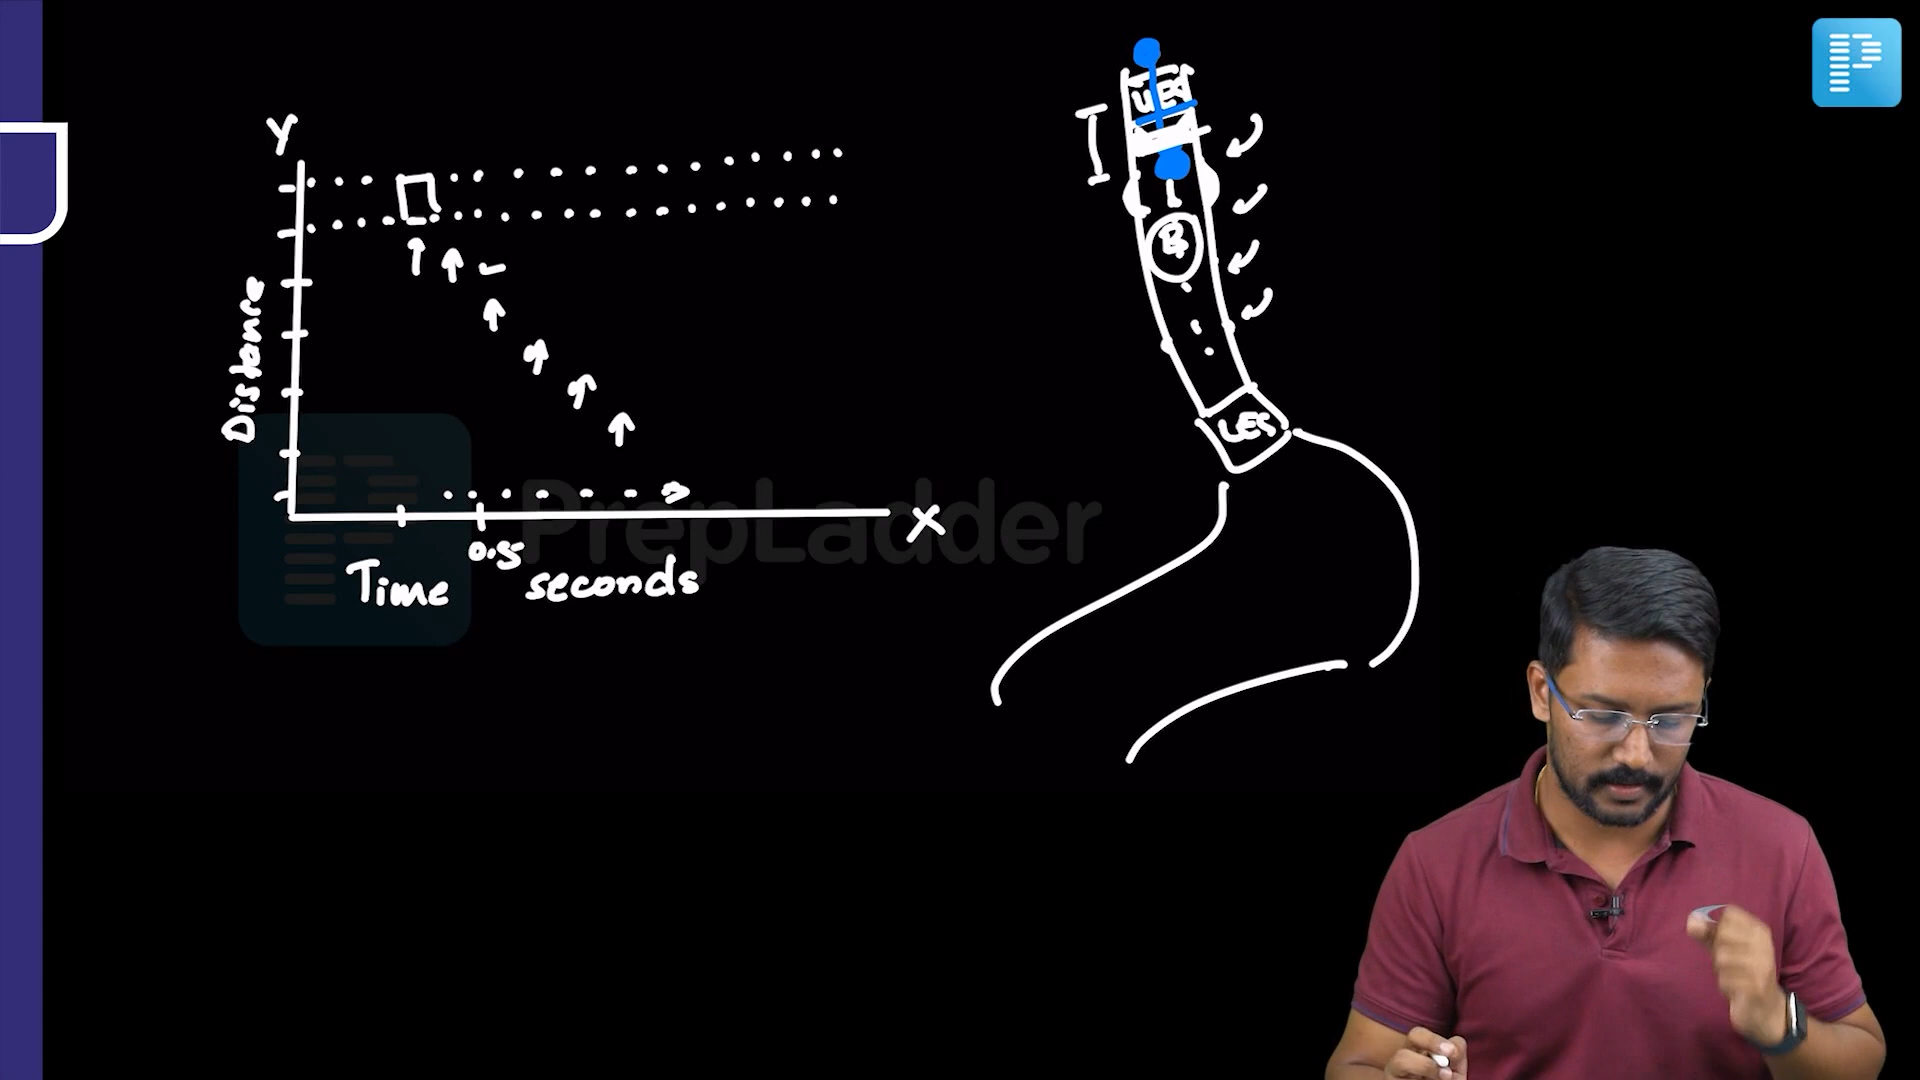 Y
Distance
X
0.5
Time seconds
UES
B
LES
PrepLadder